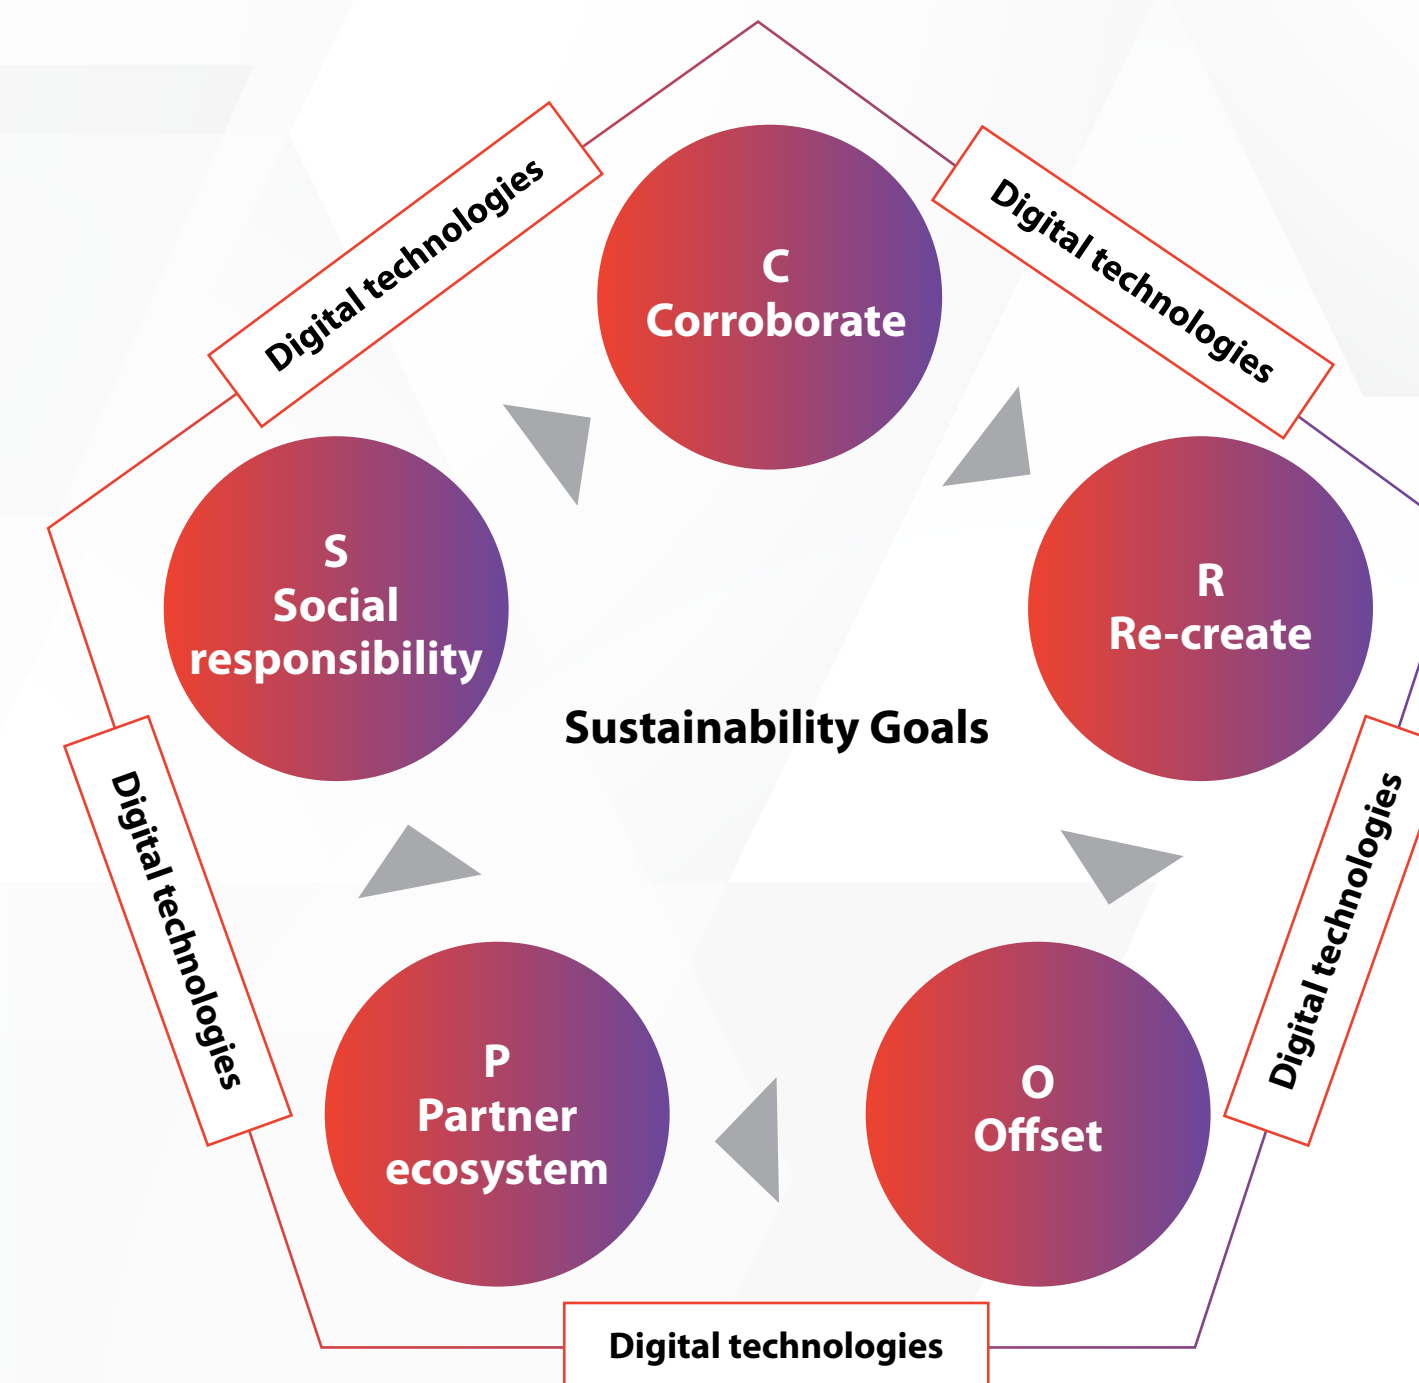 Digital technologies
Digital technologies
C
Corroborate
S
Social
responsibility
R
Re-create
Sustainability Goals
Digital technologies
Digital technologies
P
Partner
ecosystem
O
Offset
Digital technologies